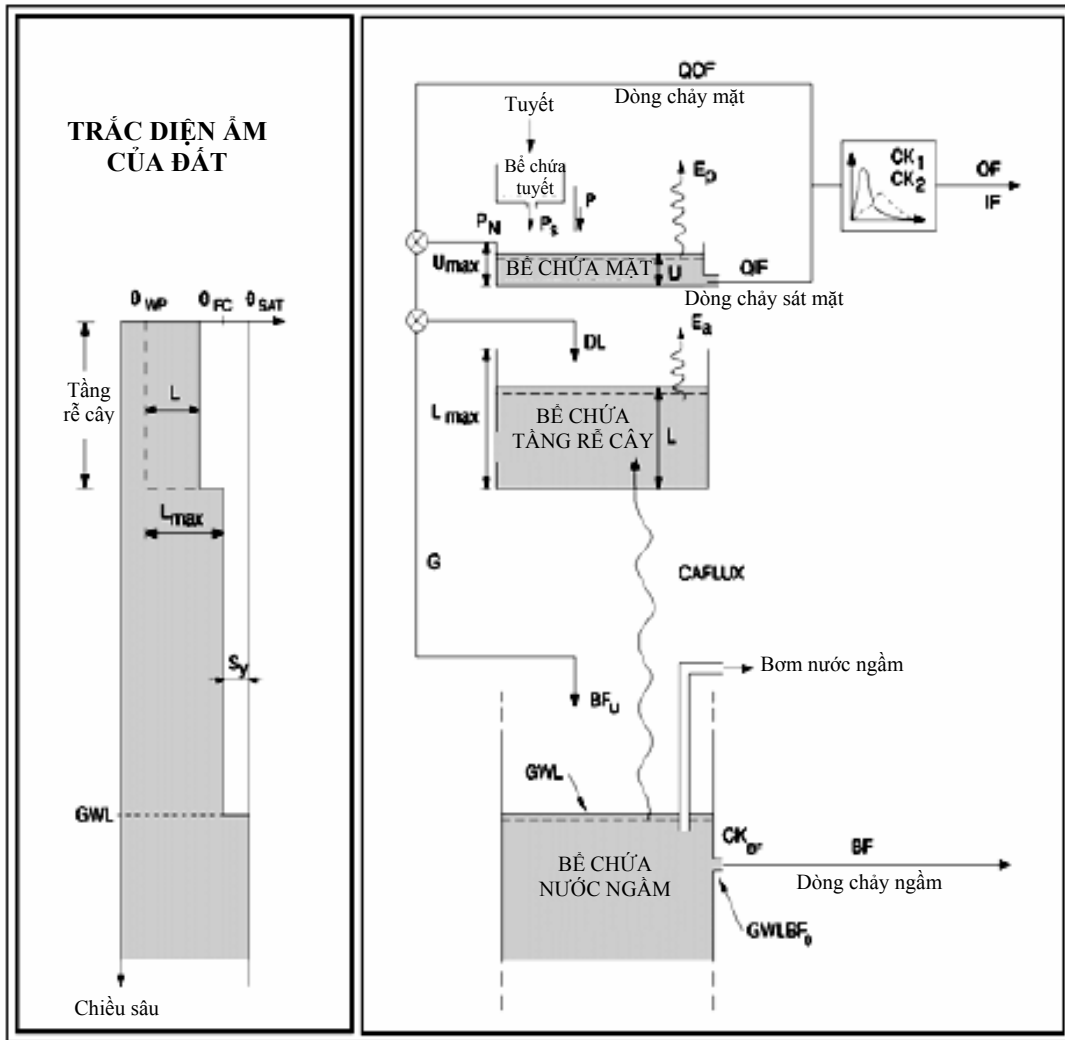 TRẮC DIỆN ẨM
CỦA ĐẤT
θWP θFC θSAT
Tầng
rễ cây
L
Lmax
Sy
GWL
Chiều sâu
QOF
Dòng chảy mặt
Tuyết
Bể chứa
tuyết
PN
Ps
P
Ep
CK1
CK2
OF
IF
Umax
BỂ CHỨA MẶT
U
QIF
Dòng chảy sát mặt
DL
Ea
Lmax
BỂ CHỨA
TẦNG RỄ CÂY
L
G
CAFLUX
Bơm nước ngầm
BFu
GWL
BỂ CHỨA
NƯỚC NGẦM
CKBF
BF
Dòng chảy ngầm
GWLBF0